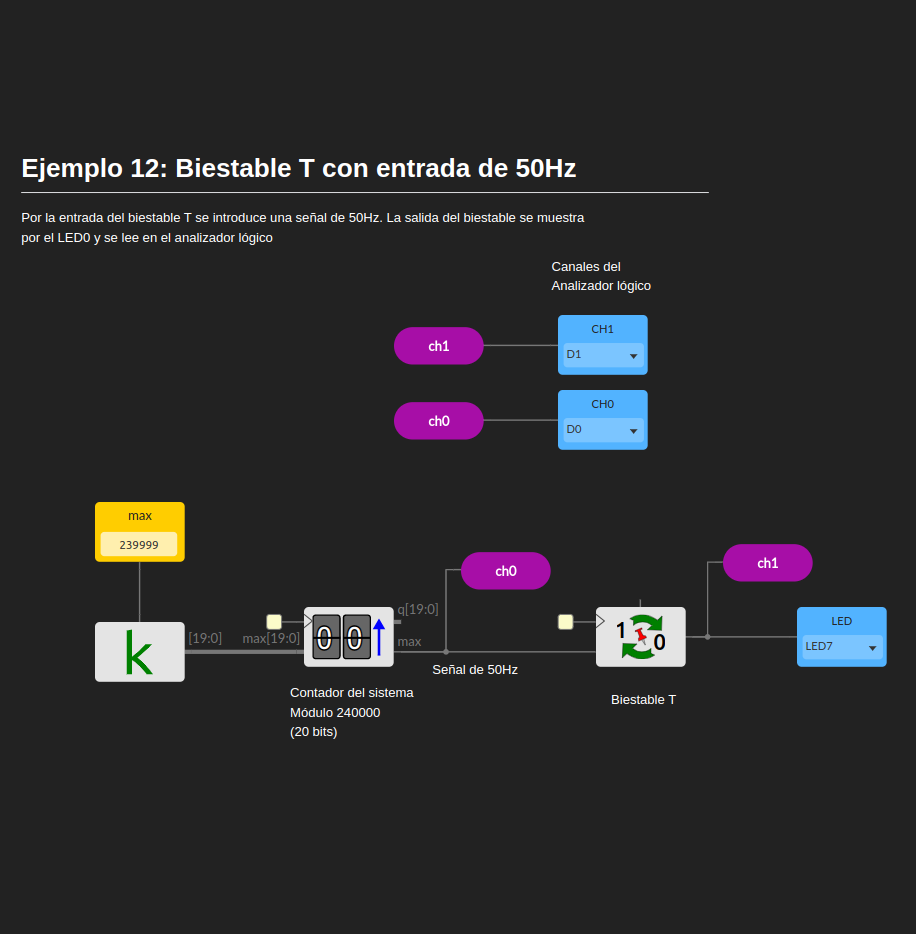 Ejemplo 12: Biestable T con entrada de 50Hz
Por la entrada del biestable T se introduce una señal de 50Hz. La salida del biestable se muestra
por el LED0 y se lee en el analizador lógico
Canales del
Analizador lógico
CH1
ch1
D1
CH0
ch0
D0
max
239999
ch0
ch1
k
[19:0]
max[19:0]
0 0
q[19:0]
max
1
0
LED
LED7
Señal de 50Hz
Contador del sistema
Módulo 240000
(20 bits)
Biestable T